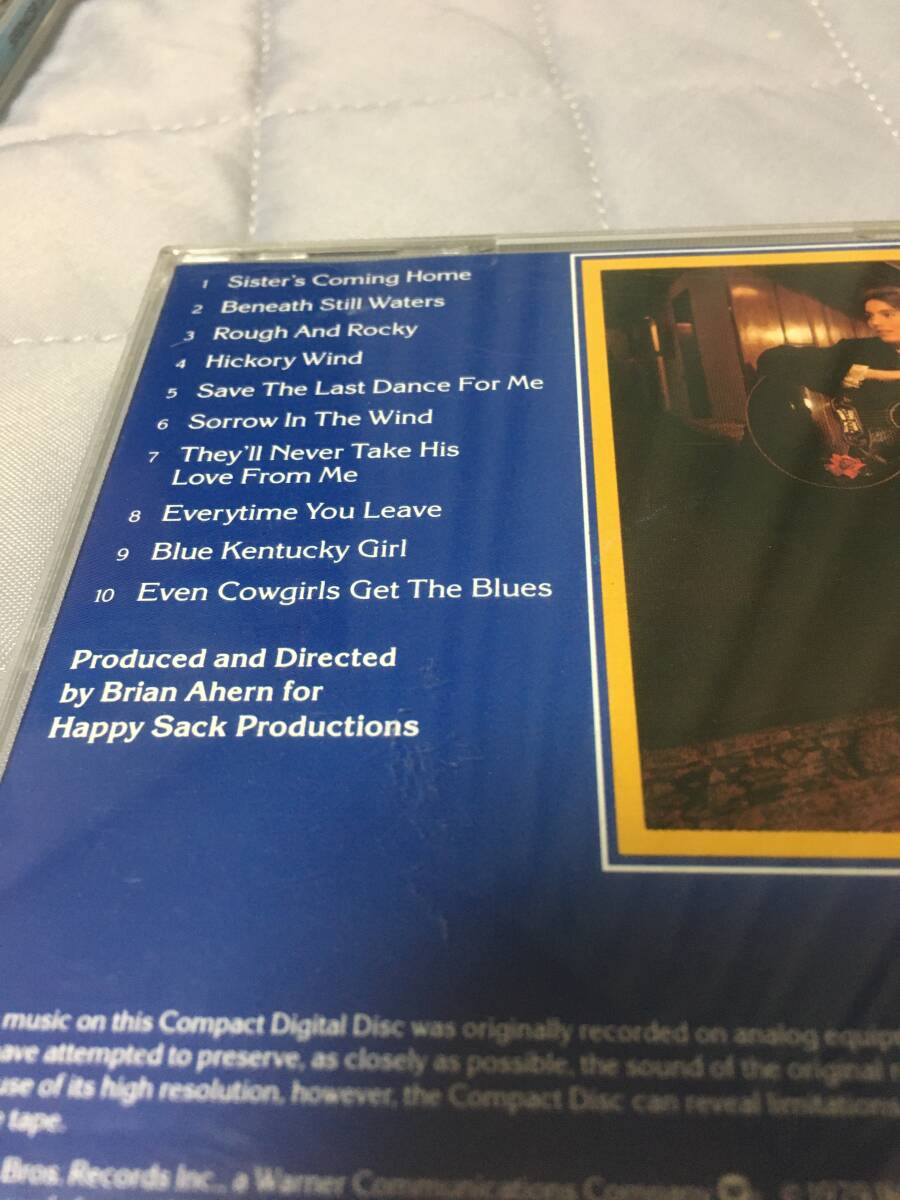 1 Sister's Coming Home
2 Beneath Still Waters
3 Rough And Rocky
4 Hickory Wind
5 Save The Last Dance For Me
6 Sorrow In The Wind
7 They'll Never Take His
Love From Me
8 Everytime You Leave
9 Blue Kentucky Girl
10 Even Cowgirls Get The Blues
Produced and Directed
by Brian Ahern for
Happy Sack Productions
music on this Compact Digital Disc was originally recorded on analog
attempted to preserve, as closely as possible, the sound of the original
of its high resolution, however, the Compact Disc can reveal limitations
tape.
Bros. Records Inc., a Warner Communications Company